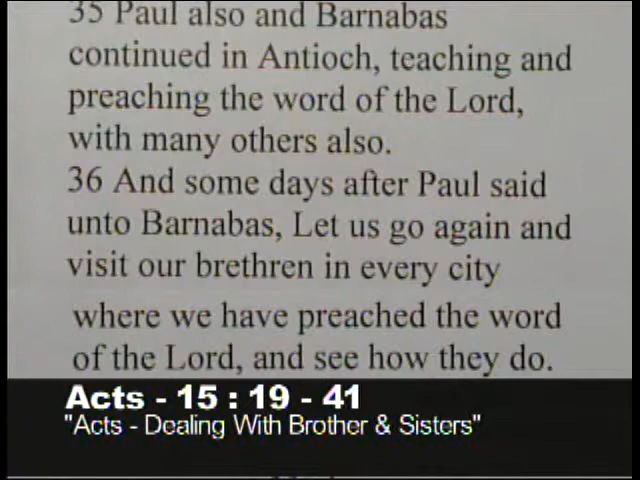 35 Paul also and Barnabas
continued in Antioch, teaching and
preaching the word of the Lord,
with many others also.
36 And some days after Paul said
unto Barnabas, Let us go again and
visit our brethren in every city
where we have preached the word
of the Lord, and see how they do.
Acts - 15 : 19 - 41
"Acts - Dealing With Brother & Sisters"